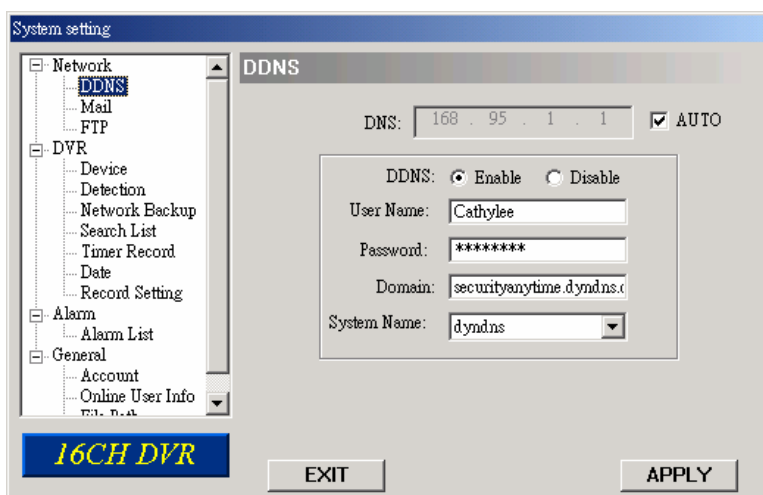 System setting
Network
DDNS
Mail
FTP
DVR
Device
Detection
Network Backup
Search List
Timer Record
Date
Record Setting
Alarm
Alarm List
General
Account
Online User Info
File Path
16CH DVR
DDNS
DNS: 168 . 95 . 1 . 1 AUTO
DDNS: Enable Disable
User Name: Cathylee
Password: ********
Domain: securityanytime.dyndns.
System Name: dyndns
EXIT
APPLY